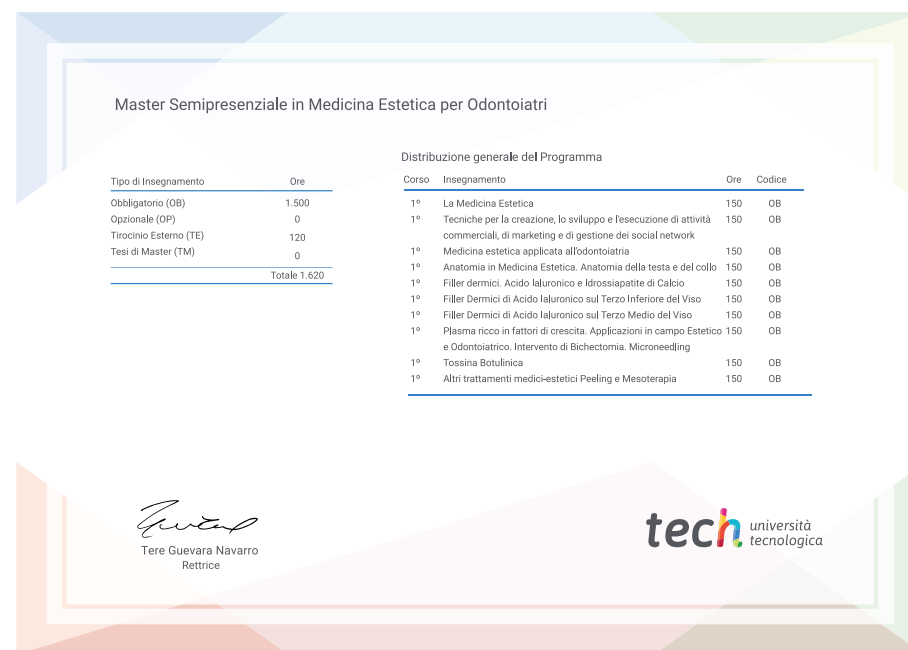 Master Semipresenziale in Medicina Estetica per Odontoiatri
Tipo di Insegnamento Ore
Obbligatorio (OB) 1.500
Opzionale (OP) 0
Tirocinio Esterno (TE) 120
Tesi di Master (TM) 0
Totale 1.620
Distribuzione generale del Programma
Corso Insegnamento Ore Codice
1º La Medicina Estetica 150 OB
1º Tecniche per la creazione, lo sviluppo e l'esecuzione di attività 150 OB
commerciali, di marketing e di gestione dei social network
1º Medicina estetica applicata all'odontoiatria 150 OB
1º Anatomia in Medicina Estetica. Anatomia della testa e del collo 150 OB
1º Filler dermici. Acido Ialuronico e Idrossiapatite di Calcio 150 OB
1º Filler Dermici di Acido Ialuronico sul Terzo Inferiore del Viso 150 OB
1º Filler Dermici di Acido Ialuronico sul Terzo Medio del Viso 150 OB
1º Plasma ricco in fattori di crescita. Applicazioni in campo Estetico 150 OB
e Odontoiatrico. Intervento di Bichectomia. Microneedling
1º Tossina Botulinica 150 OB
1º Altri trattamenti medici-estetici Peeling e Mesoterapia 150 OB
Tere Guevara Navarro
Rettrice
tech università
tecnologica